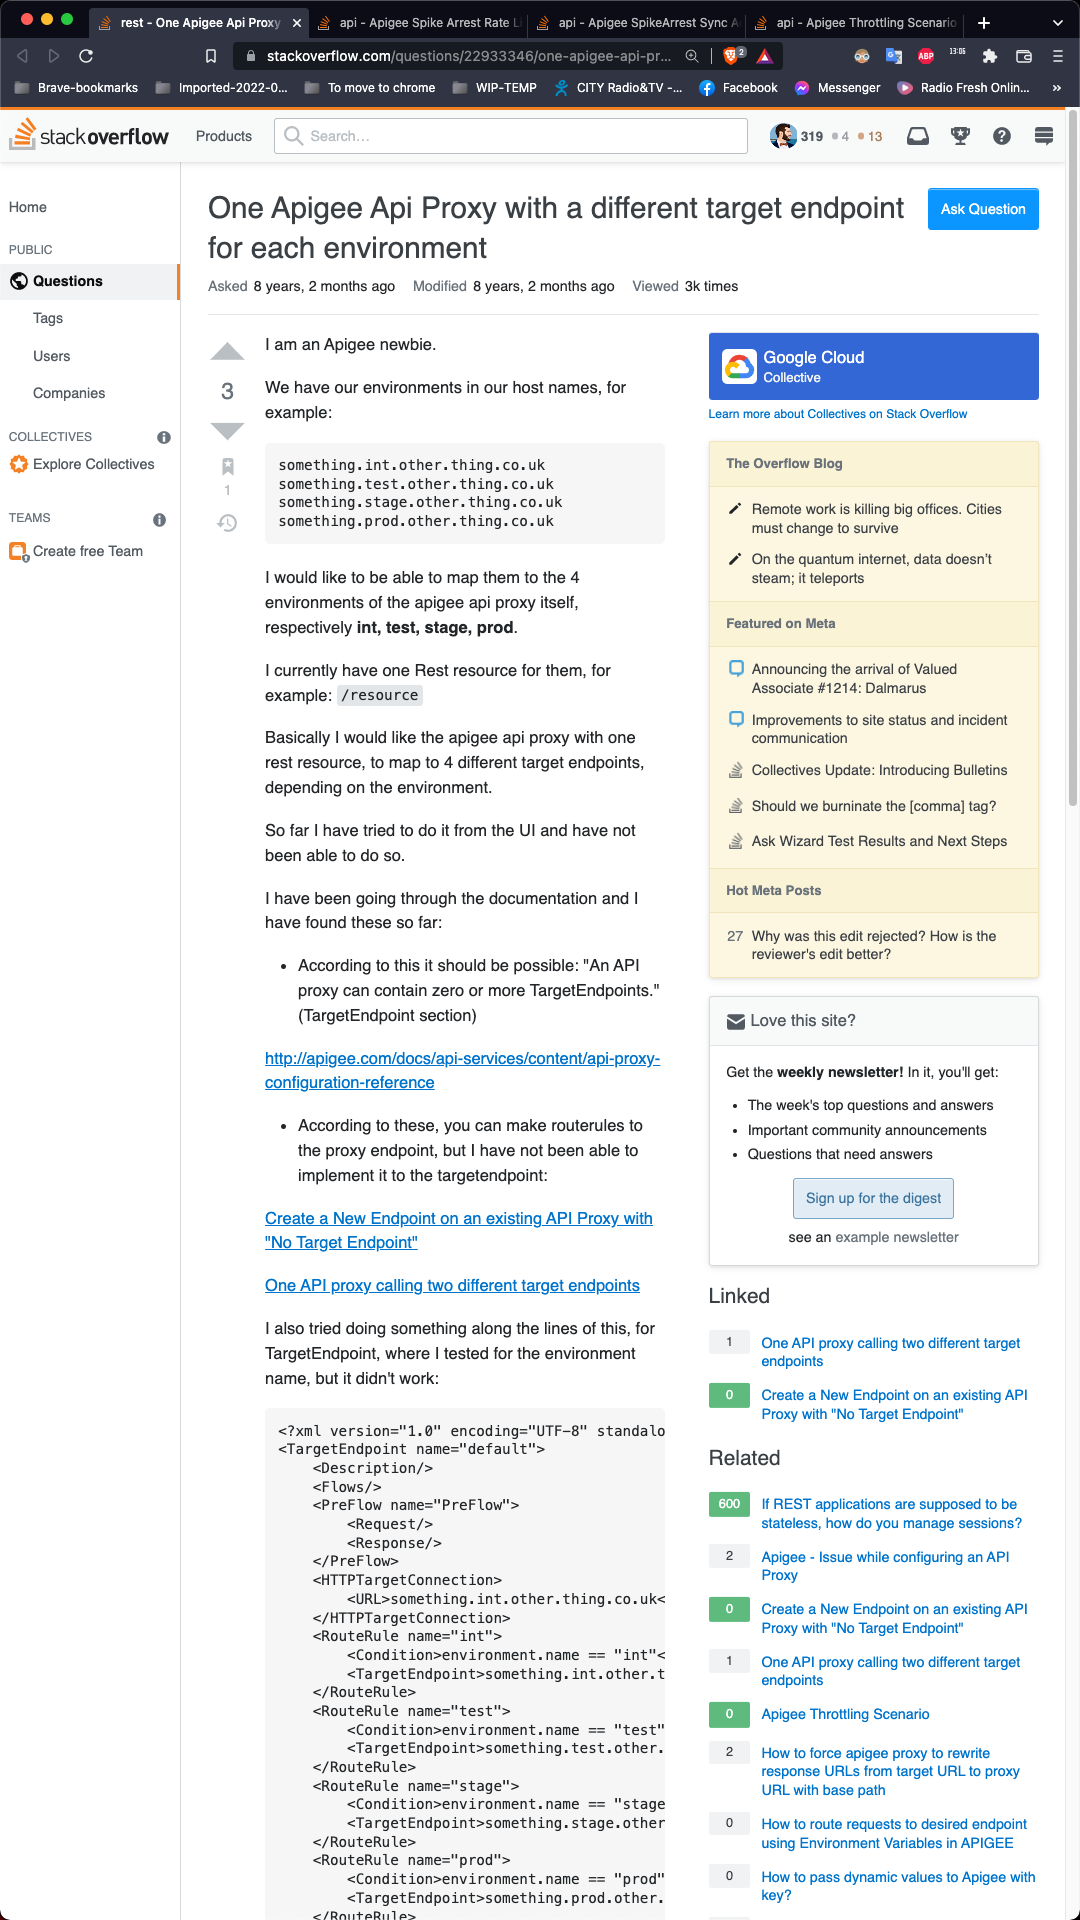 rest - One Apigee Api Proxy
api - Apigee Spike Arrest Rate Li
api - Apigee SpikeArrest Sync A
api - Apigee Throttling Scenario
stackoverflow.com/questions/22933346/one-apigee-api-pr...
2
ABP
13:05
Brave-bookmarks
Imported-2022-0...
To move to chrome
WIP-TEMP
CITY Radio&TV -...
Facebook
Messenger
Radio Fresh Onlin...
»
stackoverflow
Products
Search...
319
4
13
Home
PUBLIC
Questions
Tags
Users
Companies
COLLECTIVES
Explore Collectives
TEAMS
Create free Team
One Apigee Api Proxy with a different target endpoint
for each environment
Ask Question
Asked 8 years, 2 months ago
Modified 8 years, 2 months ago
Viewed 3k times
3
1
I am an Apigee newbie.
We have our environments in our host names, for
example:
something.int.other.thing.co.uk
something.test.other.thing.co.uk
something.stage.other.thing.co.uk
something.prod.other.thing.co.uk
I would like to be able to map them to the 4
environments of the apigee api proxy itself,
respectively int, test, stage, prod.
I currently have one Rest resource for them, for
example: /resource
Basically I would like the apigee api proxy with one
rest resource, to map to 4 different target endpoints,
depending on the environment.
So far I have tried to do it from the UI and have not
been able to do so.
I have been going through the documentation and I
have found these so far:
• According to this it should be possible: "An API
proxy can contain zero or more TargetEndpoints."
(TargetEndpoint section)
http://apigee.com/docs/api-services/content/api-proxy-
configuration-reference
• According to these, you can make routerules to
the proxy endpoint, but I have not been able to
implement it to the targetendpoint:
Create a New Endpoint on an existing API Proxy with
"No Target Endpoint"
One API proxy calling two different target endpoints
I also tried doing something along the lines of this, for
TargetEndpoint, where I tested for the environment
name, but it didn't work:
<?xml version="1.0" encoding="UTF-8" standalo
<TargetEndpoint name="default">
<Description/>
<Flows/>
<PreFlow name="PreFlow">
<Request/>
<Response/>
</PreFlow>
<HTTPTargetConnection>
<URL>something.int.other.thing.co.uk<
</HTTPTargetConnection>
<RouteRule name="int">
<Condition>environment.name == "int"<
<TargetEndpoint>something.int.other.t
</RouteRule>
<RouteRule name="test">
<Condition>environment.name == "test"
<TargetEndpoint>something.test.other.
</RouteRule>
<RouteRule name="stage">
<Condition>environment.name == "stage
<TargetEndpoint>something.stage.other
</RouteRule>
<RouteRule name="prod">
<Condition>environment.name == "prod"
<TargetEndpoint>something.prod.other.
</RouteRule>
Google Cloud
Collective
Learn more about Collectives on Stack Overflow
The Overflow Blog
Remote work is killing big offices. Cities
must change to survive
On the quantum internet, data doesn't
steam; it teleports
Featured on Meta
Announcing the arrival of Valued
Associate #1214: Dalmarus
Improvements to site status and incident
communication
Collectives Update: Introducing Bulletins
Should we burninate the [comma] tag?
Ask Wizard Test Results and Next Steps
Hot Meta Posts
27 Why was this edit rejected? How is the
reviewer's edit better?
Love this site?
Get the weekly newsletter! In it, you'll get:
• The week's top questions and answers
• Important community announcements
• Questions that need answers
Sign up for the digest
see an example newsletter
Linked
1 One API proxy calling two different target
endpoints
0 Create a New Endpoint on an existing API
Proxy with "No Target Endpoint"
Related
600 If REST applications are supposed to be
stateless, how do you manage sessions?
2 Apigee - Issue while configuring an API
Proxy
0 Create a New Endpoint on an existing API
Proxy with "No Target Endpoint"
1 One API proxy calling two different target
endpoints
0 Apigee Throttling Scenario
2 How to force apigee proxy to rewrite
response URLs from target URL to proxy
URL with base path
0 How to route requests to desired endpoint
using Environment Variables in APIGEE
0 How to pass dynamic values to Apigee with
key?